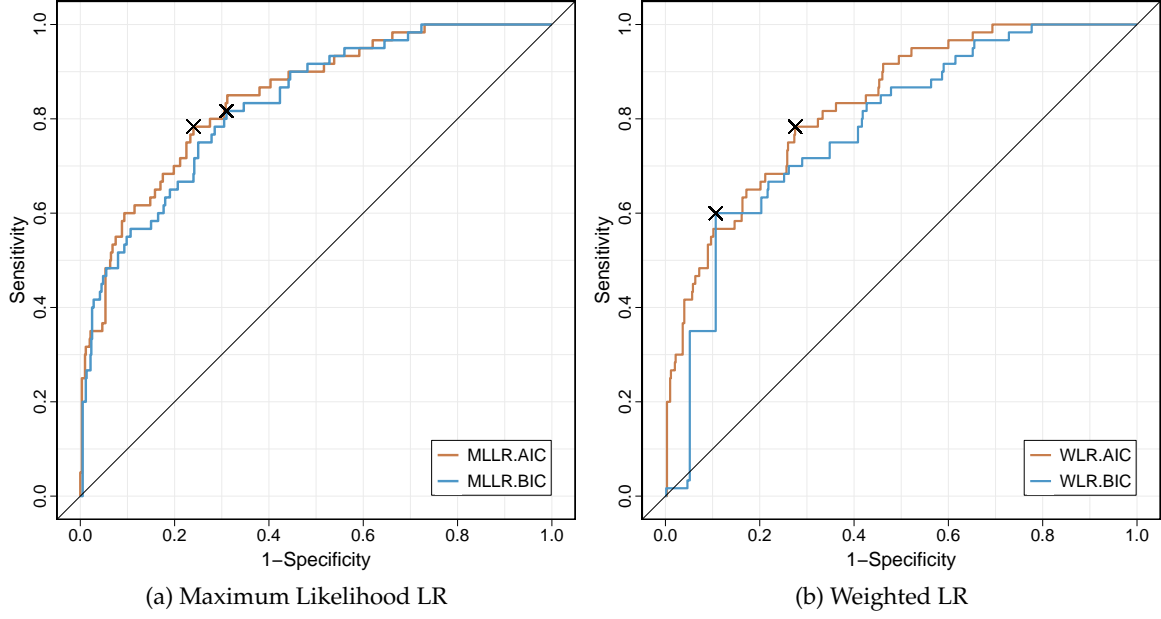 1.0
0.8
0.6
0.4
0.2
0.0
Sensitivity
MLLR.AIC
MLLR.BIC
0.0 0.2 0.4 0.6 0.8 1.0
1−Specificity
(a) Maximum Likelihood LR
1.0
0.8
0.6
0.4
0.2
0.0
Sensitivity
WLR.AIC
WLR.BIC
0.0 0.2 0.4 0.6 0.8 1.0
1−Specificity
(b) Weighted LR